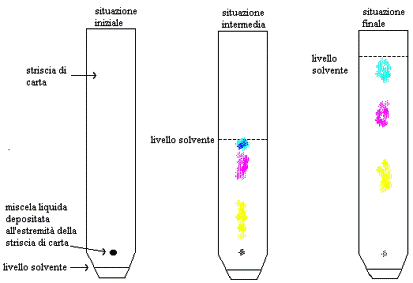 situazione
iniziale
situazione
intermedia
situazione
finale
striscia di
carta
livello
solvente
livello solvente
miscela liquida
depositata
all'estremità della
striscia di carta
livello solvente